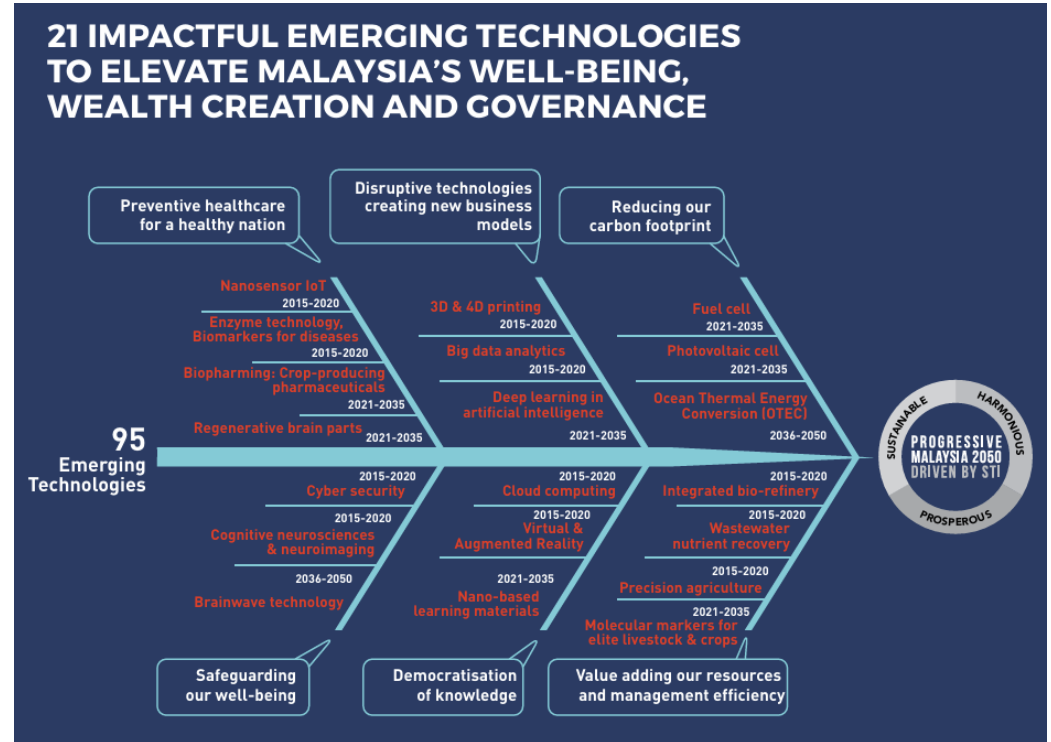 21 IMPACTFUL EMERGING TECHNOLOGIES
TO ELEVATE MALAYSIA'S WELL-BEING,
WEALTH CREATION AND GOVERNANCE
Preventive healthcare
for a healthy nation
Disruptive technologies
creating new business
models
Reducing our
carbon footprint
Nanosensor IoT
2015-2020
Enzyme technology,
Biomarkers for diseases
2015-2020
Biopharming: Crop-producing
pharmaceuticals
2021-2035
Regenerative brain parts
2021-2035
3D & 4D printing
2015-2020
Big data analytics
2015-2020
Deep learning in
artificial intelligence
2021-2035
Fuel cell
2021-2035
Photovoltaic cell
2021-2035
Ocean Thermal Energy
Conversion (OTEC)
2036-2050
95
Emerging
Technologies
2015-2020
Cyber security
2015-2020
Cognitive neurosciences
& neuroimaging
2036-2050
Brainwave technology
2015-2020
Cloud computing
2015-2020
Virtual &
Augmented Reality
2021-2035
Nano-based
learning materials
2015-2020
Integrated bio-refinery
2015-2020
Wastewater
nutrient recovery
2015-2020
Precision agriculture
2021-2035
Molecular markers for
elite livestock & crops
Safeguarding
our well-being
Democratisation
of knowledge
Value adding our resources
and management efficiency
SUSTAINABLE
HARMONIOUS
PROGRESSIVE
MALAYSIA 2050
DRIVEN BY STI
PROSPEROUS